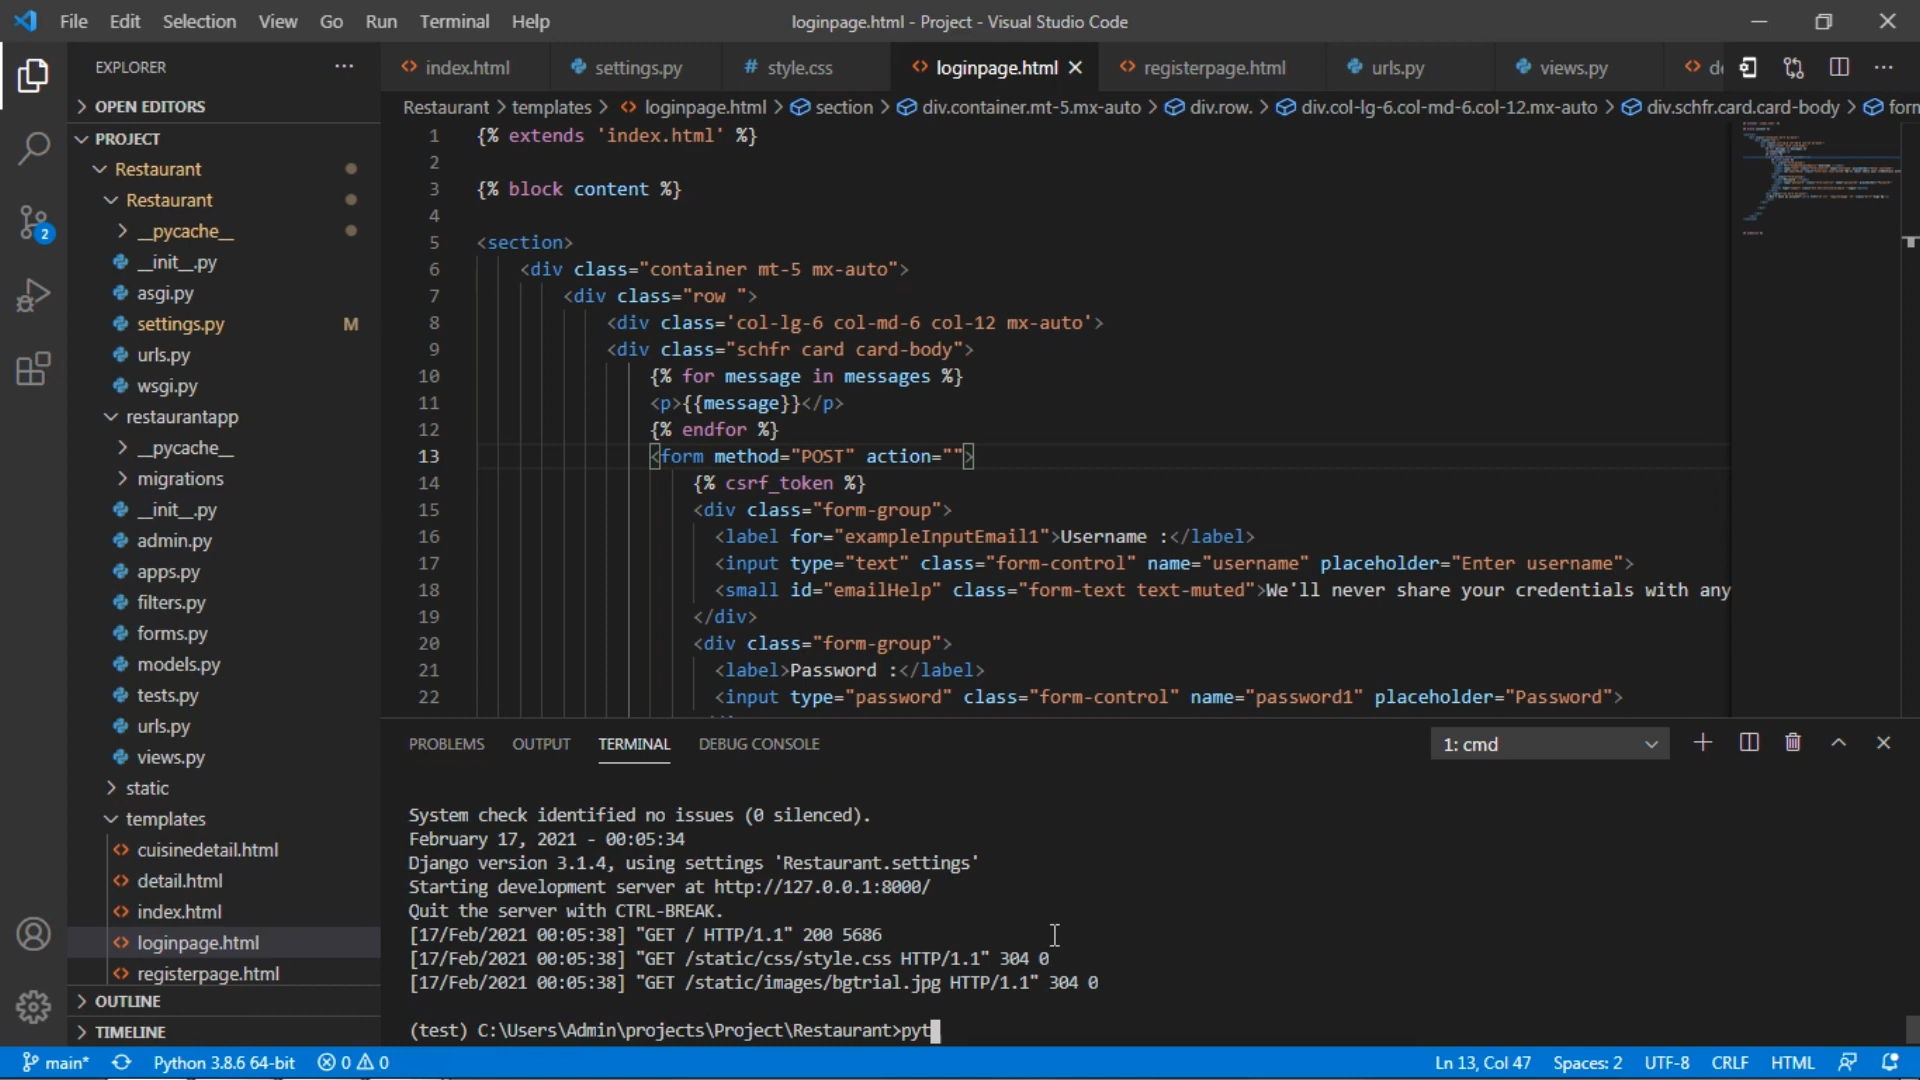 File Edit Selection View Go Run Terminal Help
loginpage.html - Project - Visual Studio Code
EXPLORER
index.html
settings.py
# style.css
loginpage.html
registerpage.html
urls.py
views.py
OPEN EDITORS
Restaurant > templates > loginpage.html > section > div.container.mt-5.mx-auto > div.row. > div.col-lg-6.col-md-6.col-12.mx-auto > div.schfr.card.card-body > form
PROJECT
Restaurant
Restaurant
__pycache__
__init__.py
asgi.py
settings.py M
urls.py
wsgi.py
restaurantapp
__pycache__
migrations
__init__.py
admin.py
apps.py
filters.py
forms.py
models.py
tests.py
urls.py
views.py
static
templates
cuisinedetail.html
detail.html
index.html
loginpage.html
registerpage.html
OUTLINE
TIMELINE
2
1 {% extends 'index.html' %}
2
3 {% block content %}
4
5 <section>
6 <div class="container mt-5 mx-auto">
7 <div class="row ">
8 <div class='col-lg-6 col-md-6 col-12 mx-auto'>
9 <div class="schfr card card-body">
10 {% for message in messages %}
11 <p>{{message}}</p>
12 {% endfor %}
13 <form method="POST" action="">
14 {% csrf_token %}
15 <div class="form-group">
16 <label for="exampleInputEmail1">Username :</label>
17 <input type="text" class="form-control" name="username" placeholder="Enter username">
18 <small id="emailHelp" class="form-text text-muted">We'll never share your credentials with any
19 </div>
20 <div class="form-group">
21 <label>Password :</label>
22 <input type="password" class="form-control" name="password1" placeholder="Password">
PROBLEMS OUTPUT TERMINAL DEBUG CONSOLE
1: cmd
System check identified no issues (0 silenced).
February 17, 2021 - 00:05:34
Django version 3.1.4, using settings 'Restaurant.settings'
Starting development server at http://127.0.0.1:8000/
Quit the server with CTRL-BREAK.
[17/Feb/2021 00:05:38] "GET / HTTP/1.1" 200 5686
[17/Feb/2021 00:05:38] "GET /static/css/style.css HTTP/1.1" 304 0
[17/Feb/2021 00:05:38] "GET /static/images/bgtrial.jpg HTTP/1.1" 304 0
(test) C:\Users\Admin\projects\Project\Restaurant>pyt
main* Python 3.8.6 64-bit 0 0
Ln 13, Col 47 Spaces: 2 UTF-8 CRLF HTML